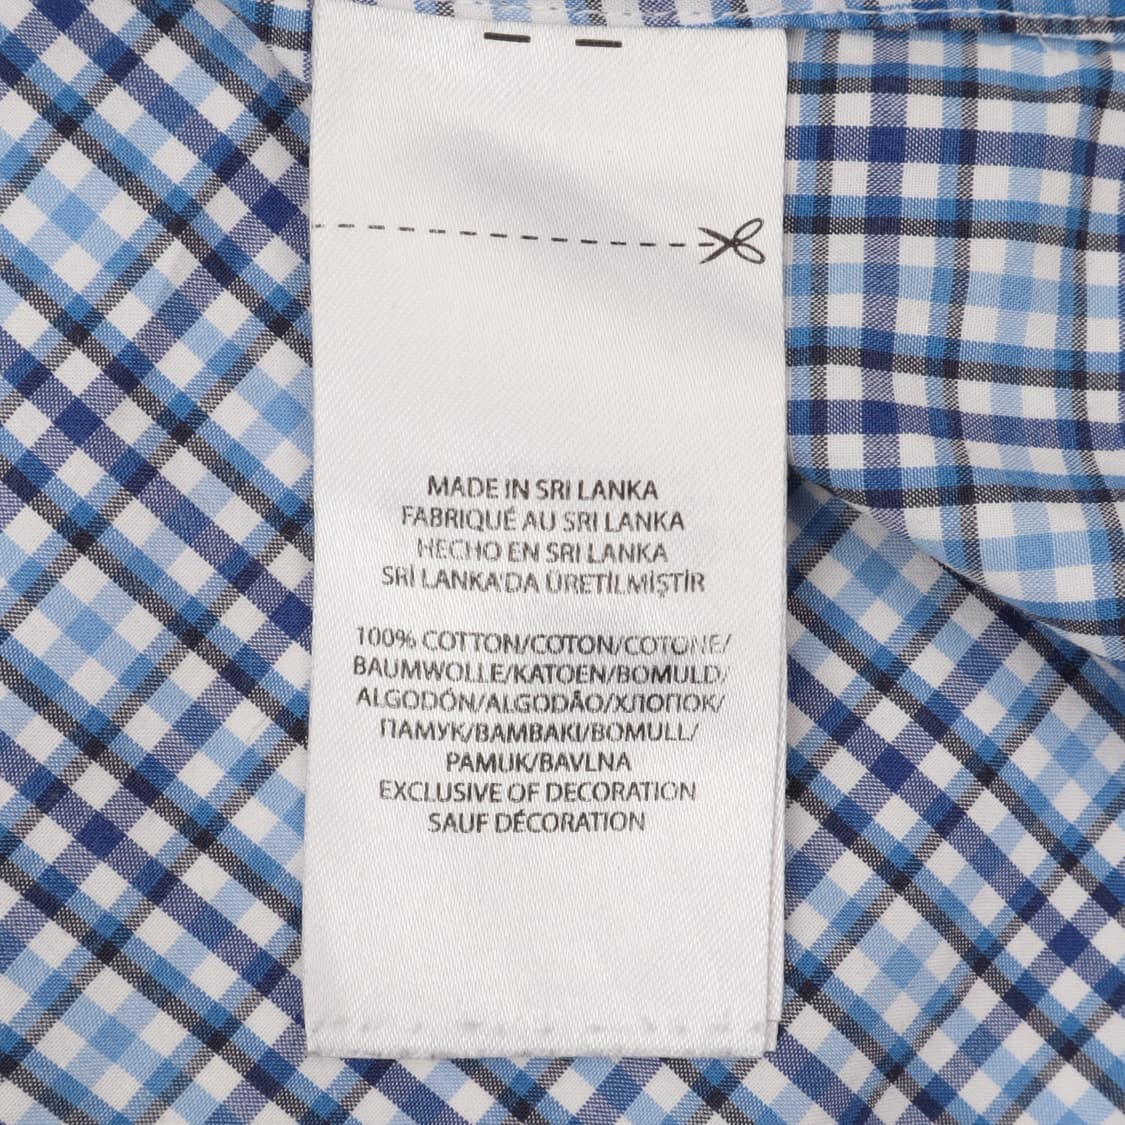 MADE IN SRI LANKA
FABRIQUÉ AU SRI LANKA
HECHO EN SRI LANKA
SRİ LANKA'DA ÜRETİLMİŞTİR
100% COTTON/COTON/COTONE/
BAUMWOLLE/KATOEN/BOMULD/
ALGODÓN/ALGODÃO/ХЛОПОК/
ПАМУК/BAMBAKI/BOMULL/
PAMUK/BAVLNA
EXCLUSIVE OF DECORATION
SAUF DÉCORATION